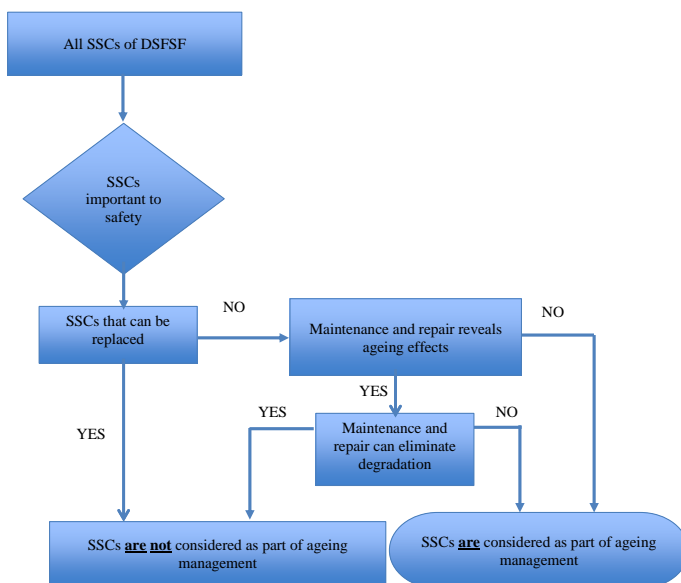 All SSCs of DSFSF
SSCs
important to
safety
SSCs that can be
replaced
NO
Maintenance and repair reveals
ageing effects
NO
YES
YES
YES
NO
Maintenance and
repair can eliminate
degradation
SSCs are not considered as part of ageing
management
SSCs are considered as part of ageing
management